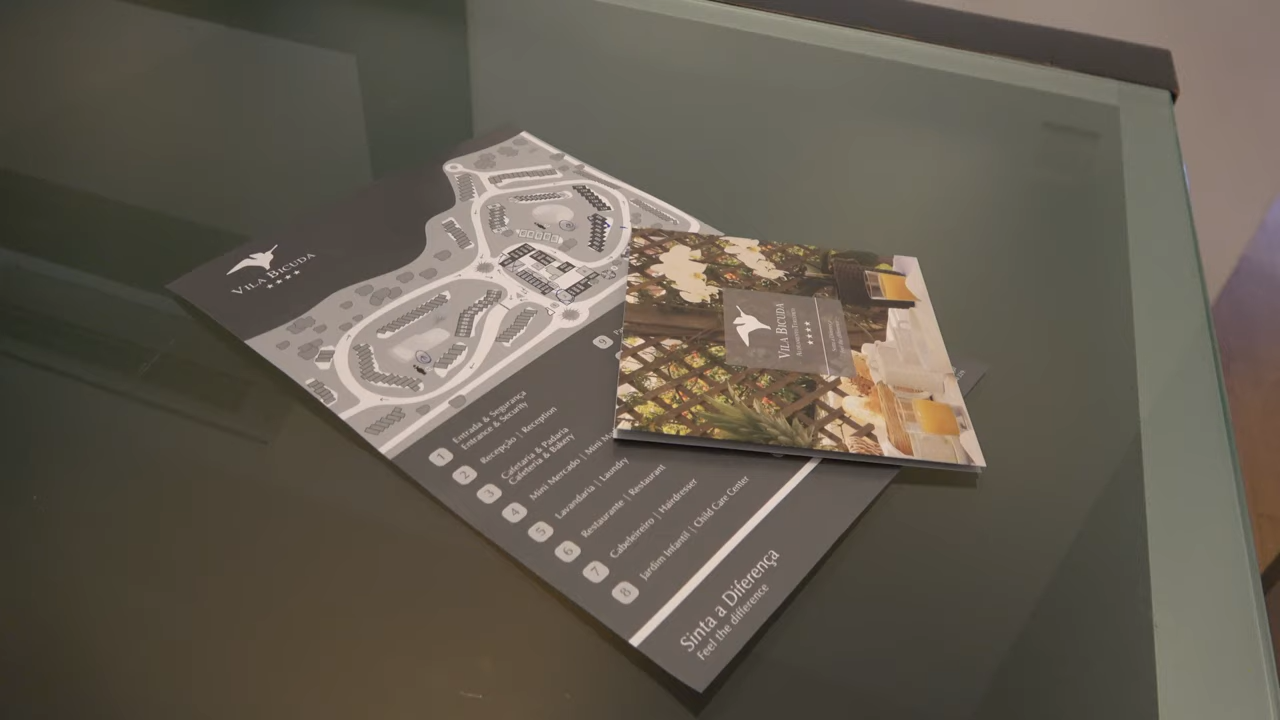 VILA BICUDA
1 Entrada & Segurança
Entrance & Security
2 Recepção | Reception
3 Cafetaria & Padaria
Cafeteria & Bakery
4 Mini Mercado | Mini
5 Lavandaria | Laundry
6 Restaurante | Restaurant
7 Cabeleireiro | Hairdresser
8 Jardim Infantil | Child Care Center
9
Sinta a Diferença
Feel the difference
VILA BICUDA